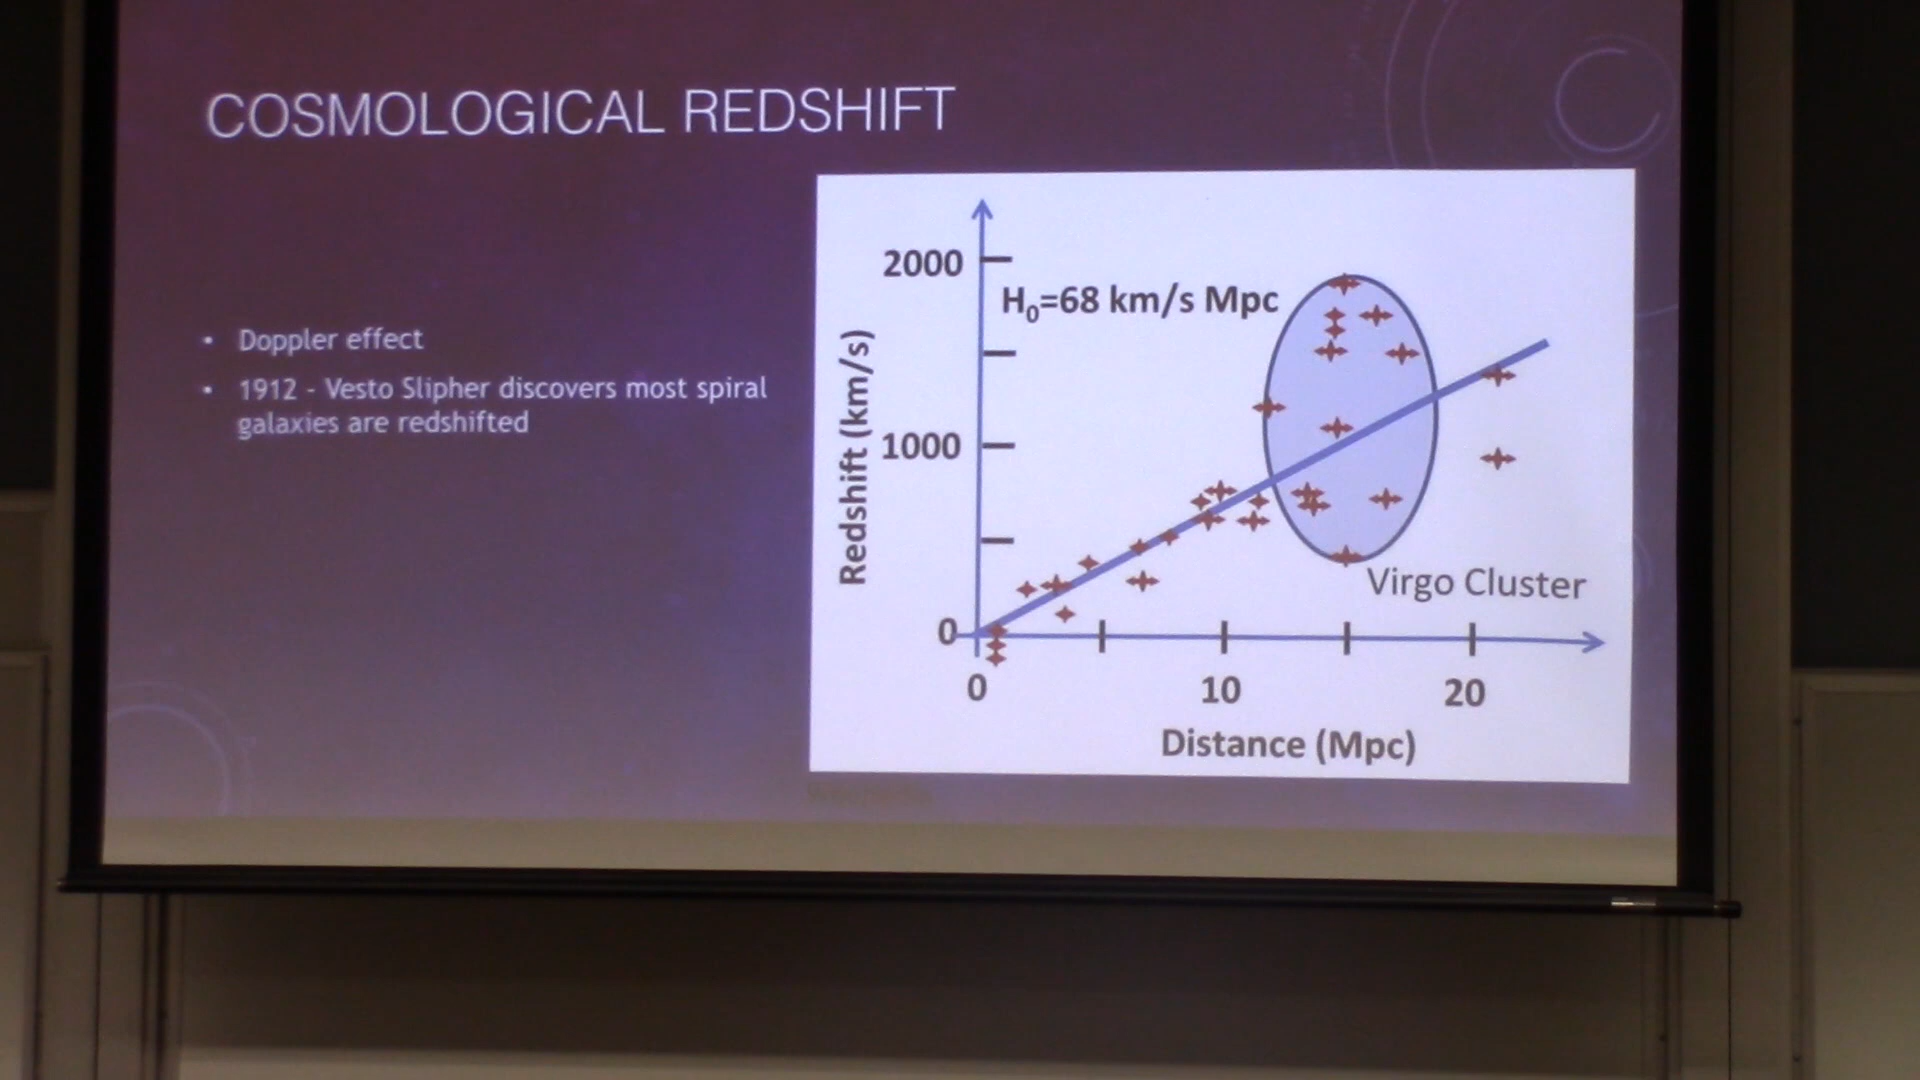 COSMOLOGICAL REDSHIFT
• Doppler effect
• 1912 - Vesto Slipher discovers most spiral
galaxies are redshifted
2000
H₀=68 km/s Mpc
Redshift (km/s)
1000
Virgo Cluster
0
0
10
20
Distance (Mpc)